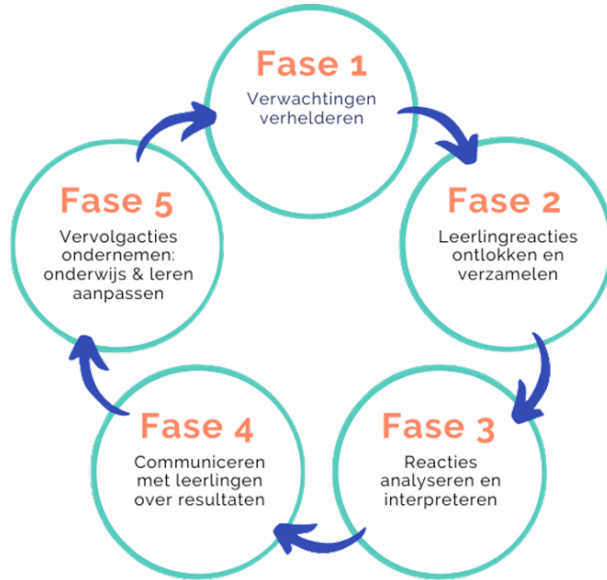 Fase 1
Verwachtingen
verhelderen
Fase 2
Leerlingreacties
ontlokken en
verzamelen
Fase 3
Reacties
analyseren en
interpreteren
Fase 4
Communiceren
met leerlingen
over resultaten
Fase 5
Vervolgacties
ondernemen:
onderwijs & leren
aanpassen